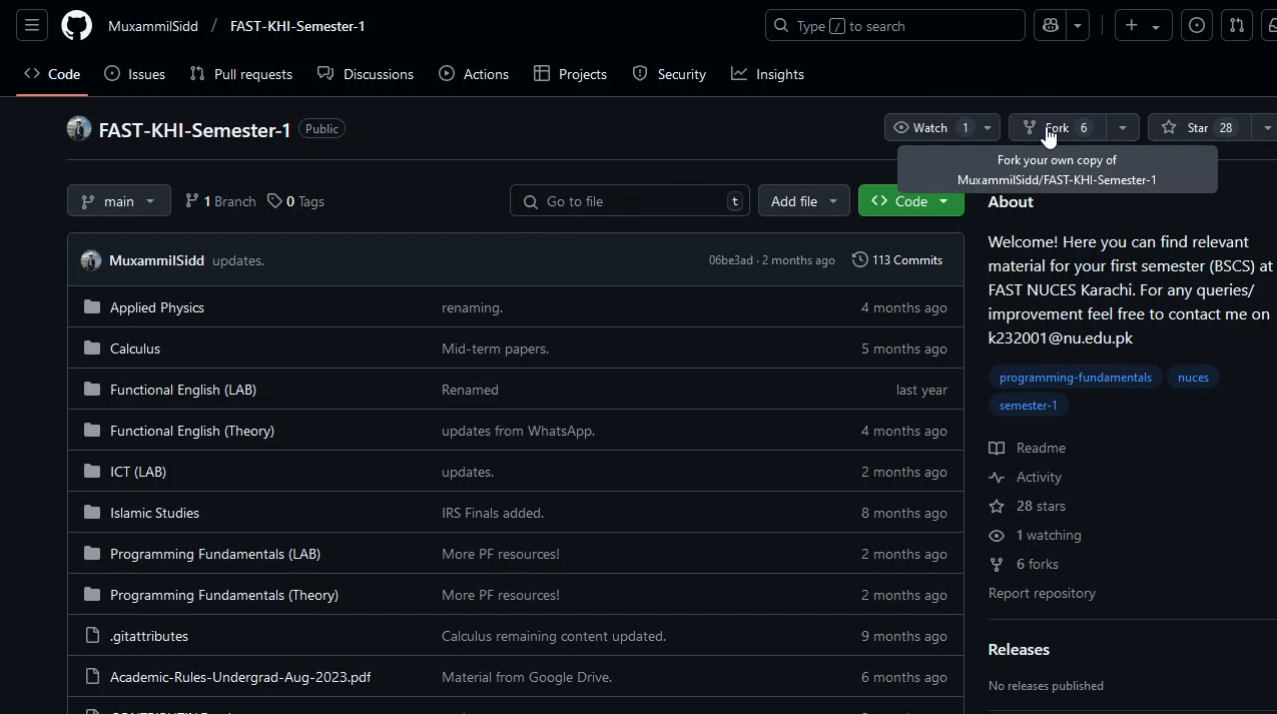 MuxammilSidd / FAST-KHI-Semester-1
Type / to search
Code Issues Pull requests Discussions Actions Projects Security Insights
FAST-KHI-Semester-1 Public
Watch 1 Fork 6 Star 28
Fork your own copy of
MuxammilSidd/FAST-KHI-Semester-1
main 1 Branch 0 Tags Go to file t Add file Code
MuxammilSidd updates. 06be3ad · 2 months ago 113 Commits
Applied Physics renaming. 4 months ago
Calculus Mid-term papers. 5 months ago
Functional English (LAB) Renamed last year
Functional English (Theory) updates from WhatsApp. 4 months ago
ICT (LAB) updates. 2 months ago
Islamic Studies IRS Finals added. 8 months ago
Programming Fundamentals (LAB) More PF resources! 2 months ago
Programming Fundamentals (Theory) More PF resources! 2 months ago
.gitattributes Calculus remaining content updated. 9 months ago
Academic-Rules-Undergrad-Aug-2023.pdf Material from Google Drive. 6 months ago
About
Welcome! Here you can find relevant
material for your first semester (BSCS) at
FAST NUCES Karachi. For any queries/
improvement feel free to contact me on
k232001@nu.edu.pk
programming-fundamentals nuces
semester-1
Readme
Activity
28 stars
1 watching
6 forks
Report repository
Releases
No releases published